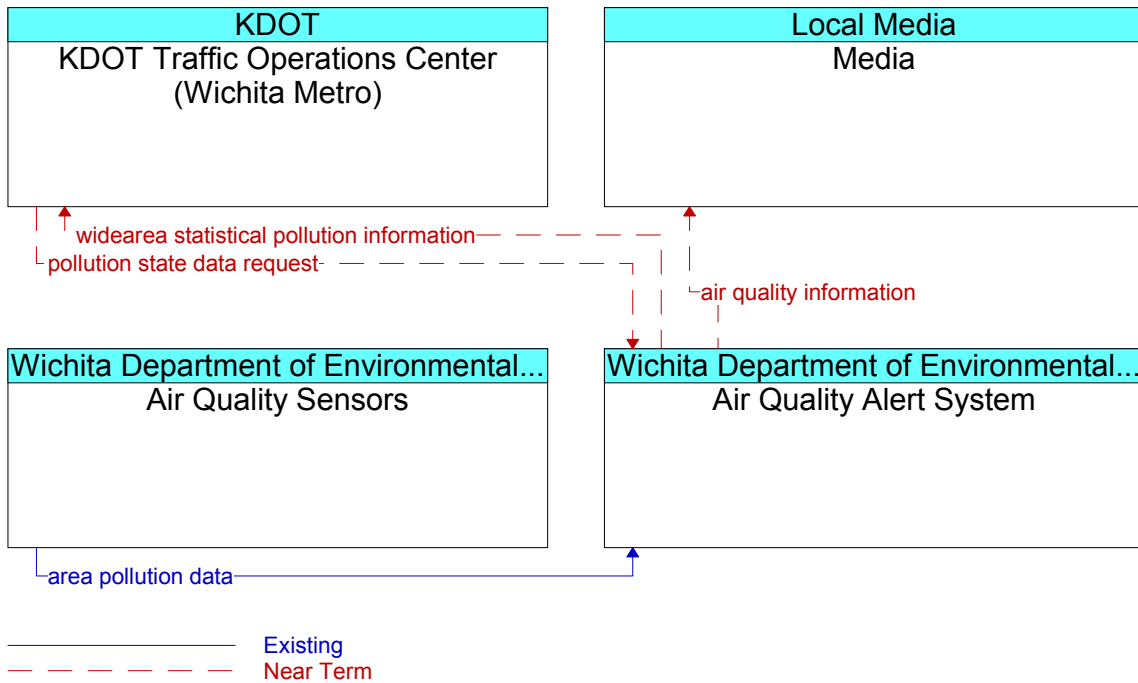 KDOT
KDOT Traffic Operations Center
(Wichita Metro)
Local Media
Media
widearea statistical pollution information
pollution state data request
air quality information
Wichita Department of Environmental...
Air Quality Sensors
Wichita Department of Environmental...
Air Quality Alert System
area pollution data
Existing
Near Term